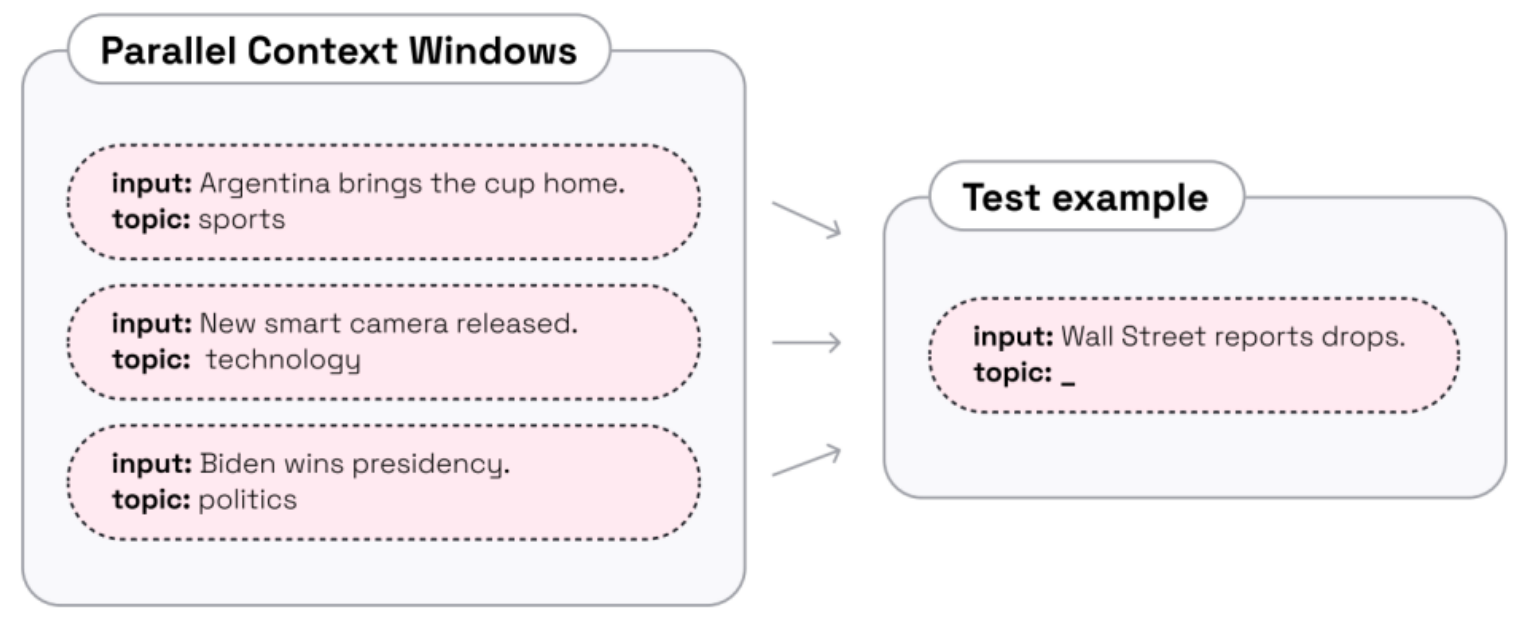 Parallel Context Windows
input: Argentina brings the cup home.
topic: sports
input: New smart camera released.
topic: technology
input: Biden wins presidency.
topic: politics
Test example
input: Wall Street reports drops.
topic: _